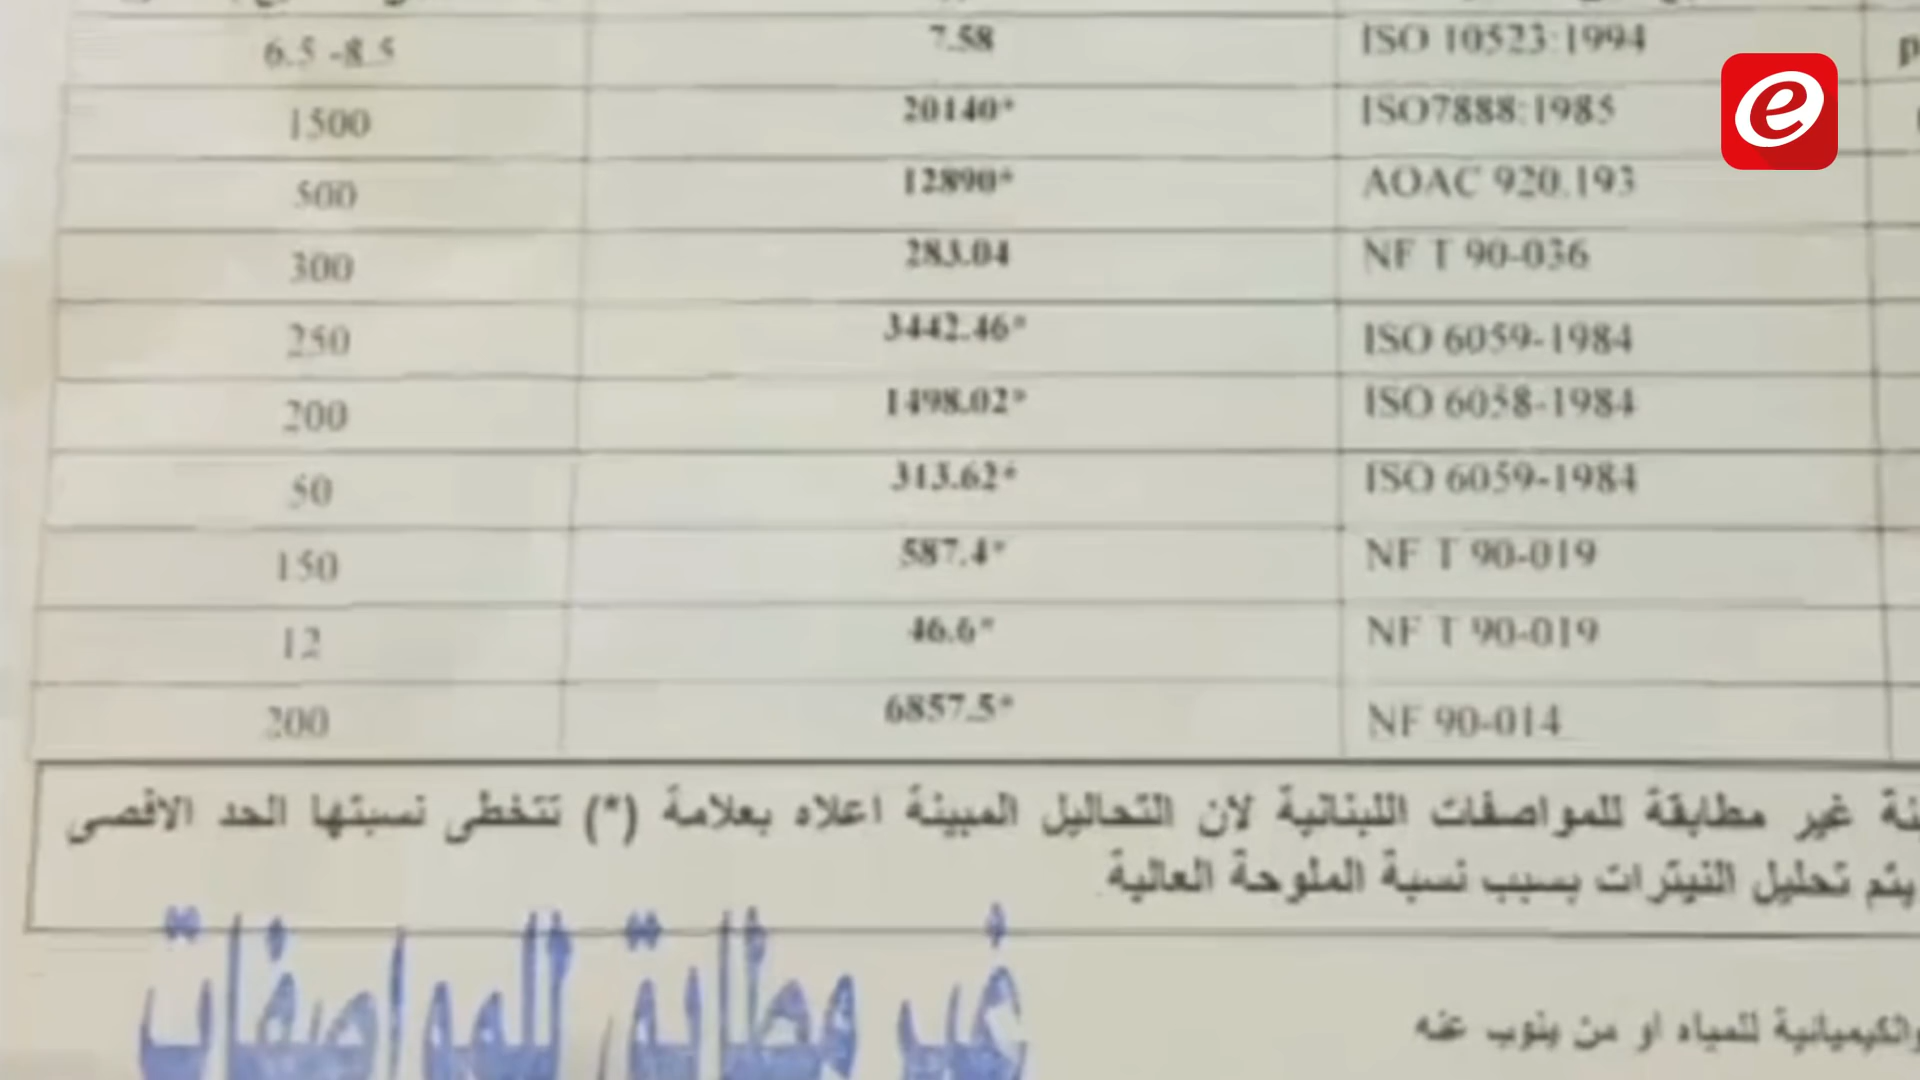 6.5 -8.5 7.58 ISO 10523:1994
1500 20140* ISO7888:1985
500 12890* AOAC 920.193
300 283.04 NF T 90-036
250 3442.46* ISO 6059-1984
200 1498.02* ISO 6058-1984
50 313.62* ISO 6059-1984
150 587.4* NF T 90-019
12 46.6* NF T 90-019
200 6857.5* NF 90-014
غير مطابقة للمواصفات اللبنانية لان التحاليل المبينة اعلاه بعلامة (*) تتخطى نسبتها الحد الاقصى
يتم تحليل النيترات بسبب نسبة الملوحة العالية
غير مطابق للمواصفات
والكيميائية للمياه او من ينوب عنه